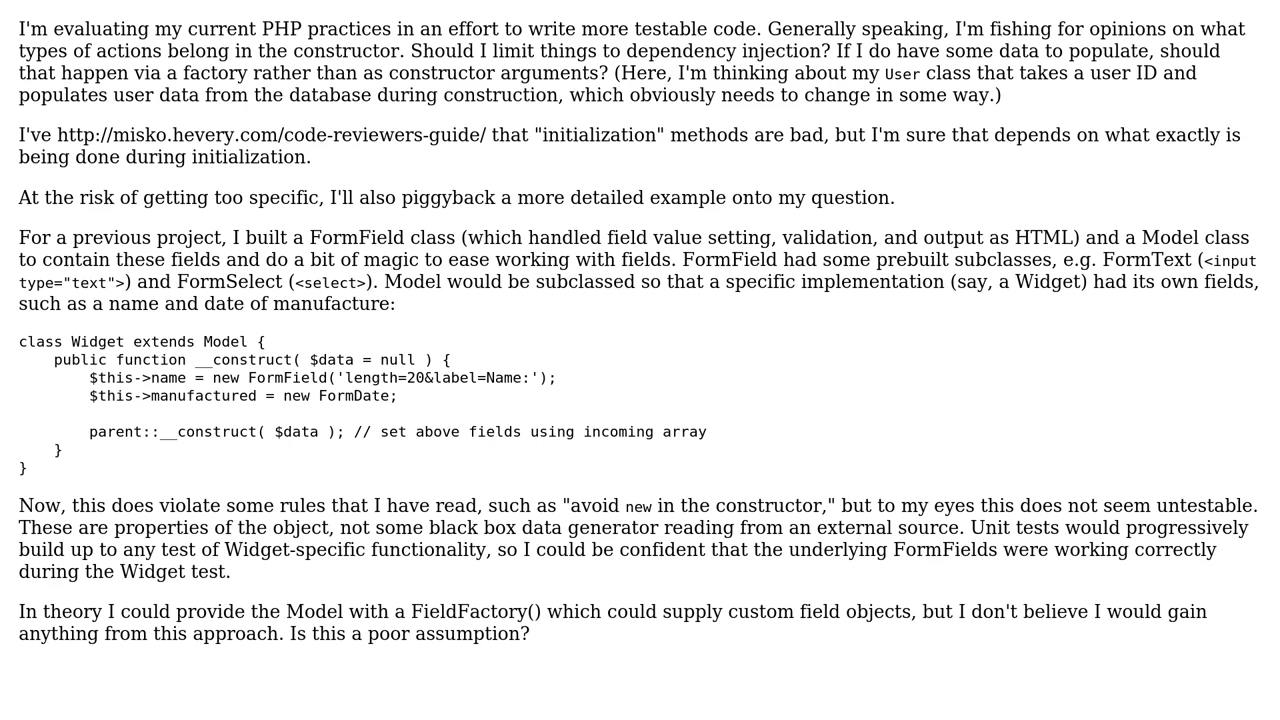 I'm evaluating my current PHP practices in an effort to write more testable code. Generally speaking, I'm fishing for opinions on what
types of actions belong in the constructor. Should I limit things to dependency injection? If I do have some data to populate, should
that happen via a factory rather than as constructor arguments? (Here, I'm thinking about my User class that takes a user ID and
populates user data from the database during construction, which obviously needs to change in some way.)
I've http://misko.hevery.com/code-reviewers-guide/ that "initialization" methods are bad, but I'm sure that depends on what exactly is
being done during initialization.
At the risk of getting too specific, I'll also piggyback a more detailed example onto my question.
For a previous project, I built a FormField class (which handled field value setting, validation, and output as HTML) and a Model class
to contain these fields and do a bit of magic to ease working with fields. FormField had some prebuilt subclasses, e.g. FormText (<input
type="text">) and FormSelect (<select>). Model would be subclassed so that a specific implementation (say, a Widget) had its own fields,
such as a name and date of manufacture:
class Widget extends Model {
    public function __construct( $data = null ) {
        $this->name = new FormField('length=20&label=Name:');
        $this->manufactured = new FormDate;
        parent::__construct( $data ); // set above fields using incoming array
    }
}
Now, this does violate some rules that I have read, such as "avoid new in the constructor," but to my eyes this does not seem untestable.
These are properties of the object, not some black box data generator reading from an external source. Unit tests would progressively
build up to any test of Widget-specific functionality, so I could be confident that the underlying FormFields were working correctly
during the Widget test.
In theory I could provide the Model with a FieldFactory() which could supply custom field objects, but I don't believe I would gain
anything from this approach. Is this a poor assumption?